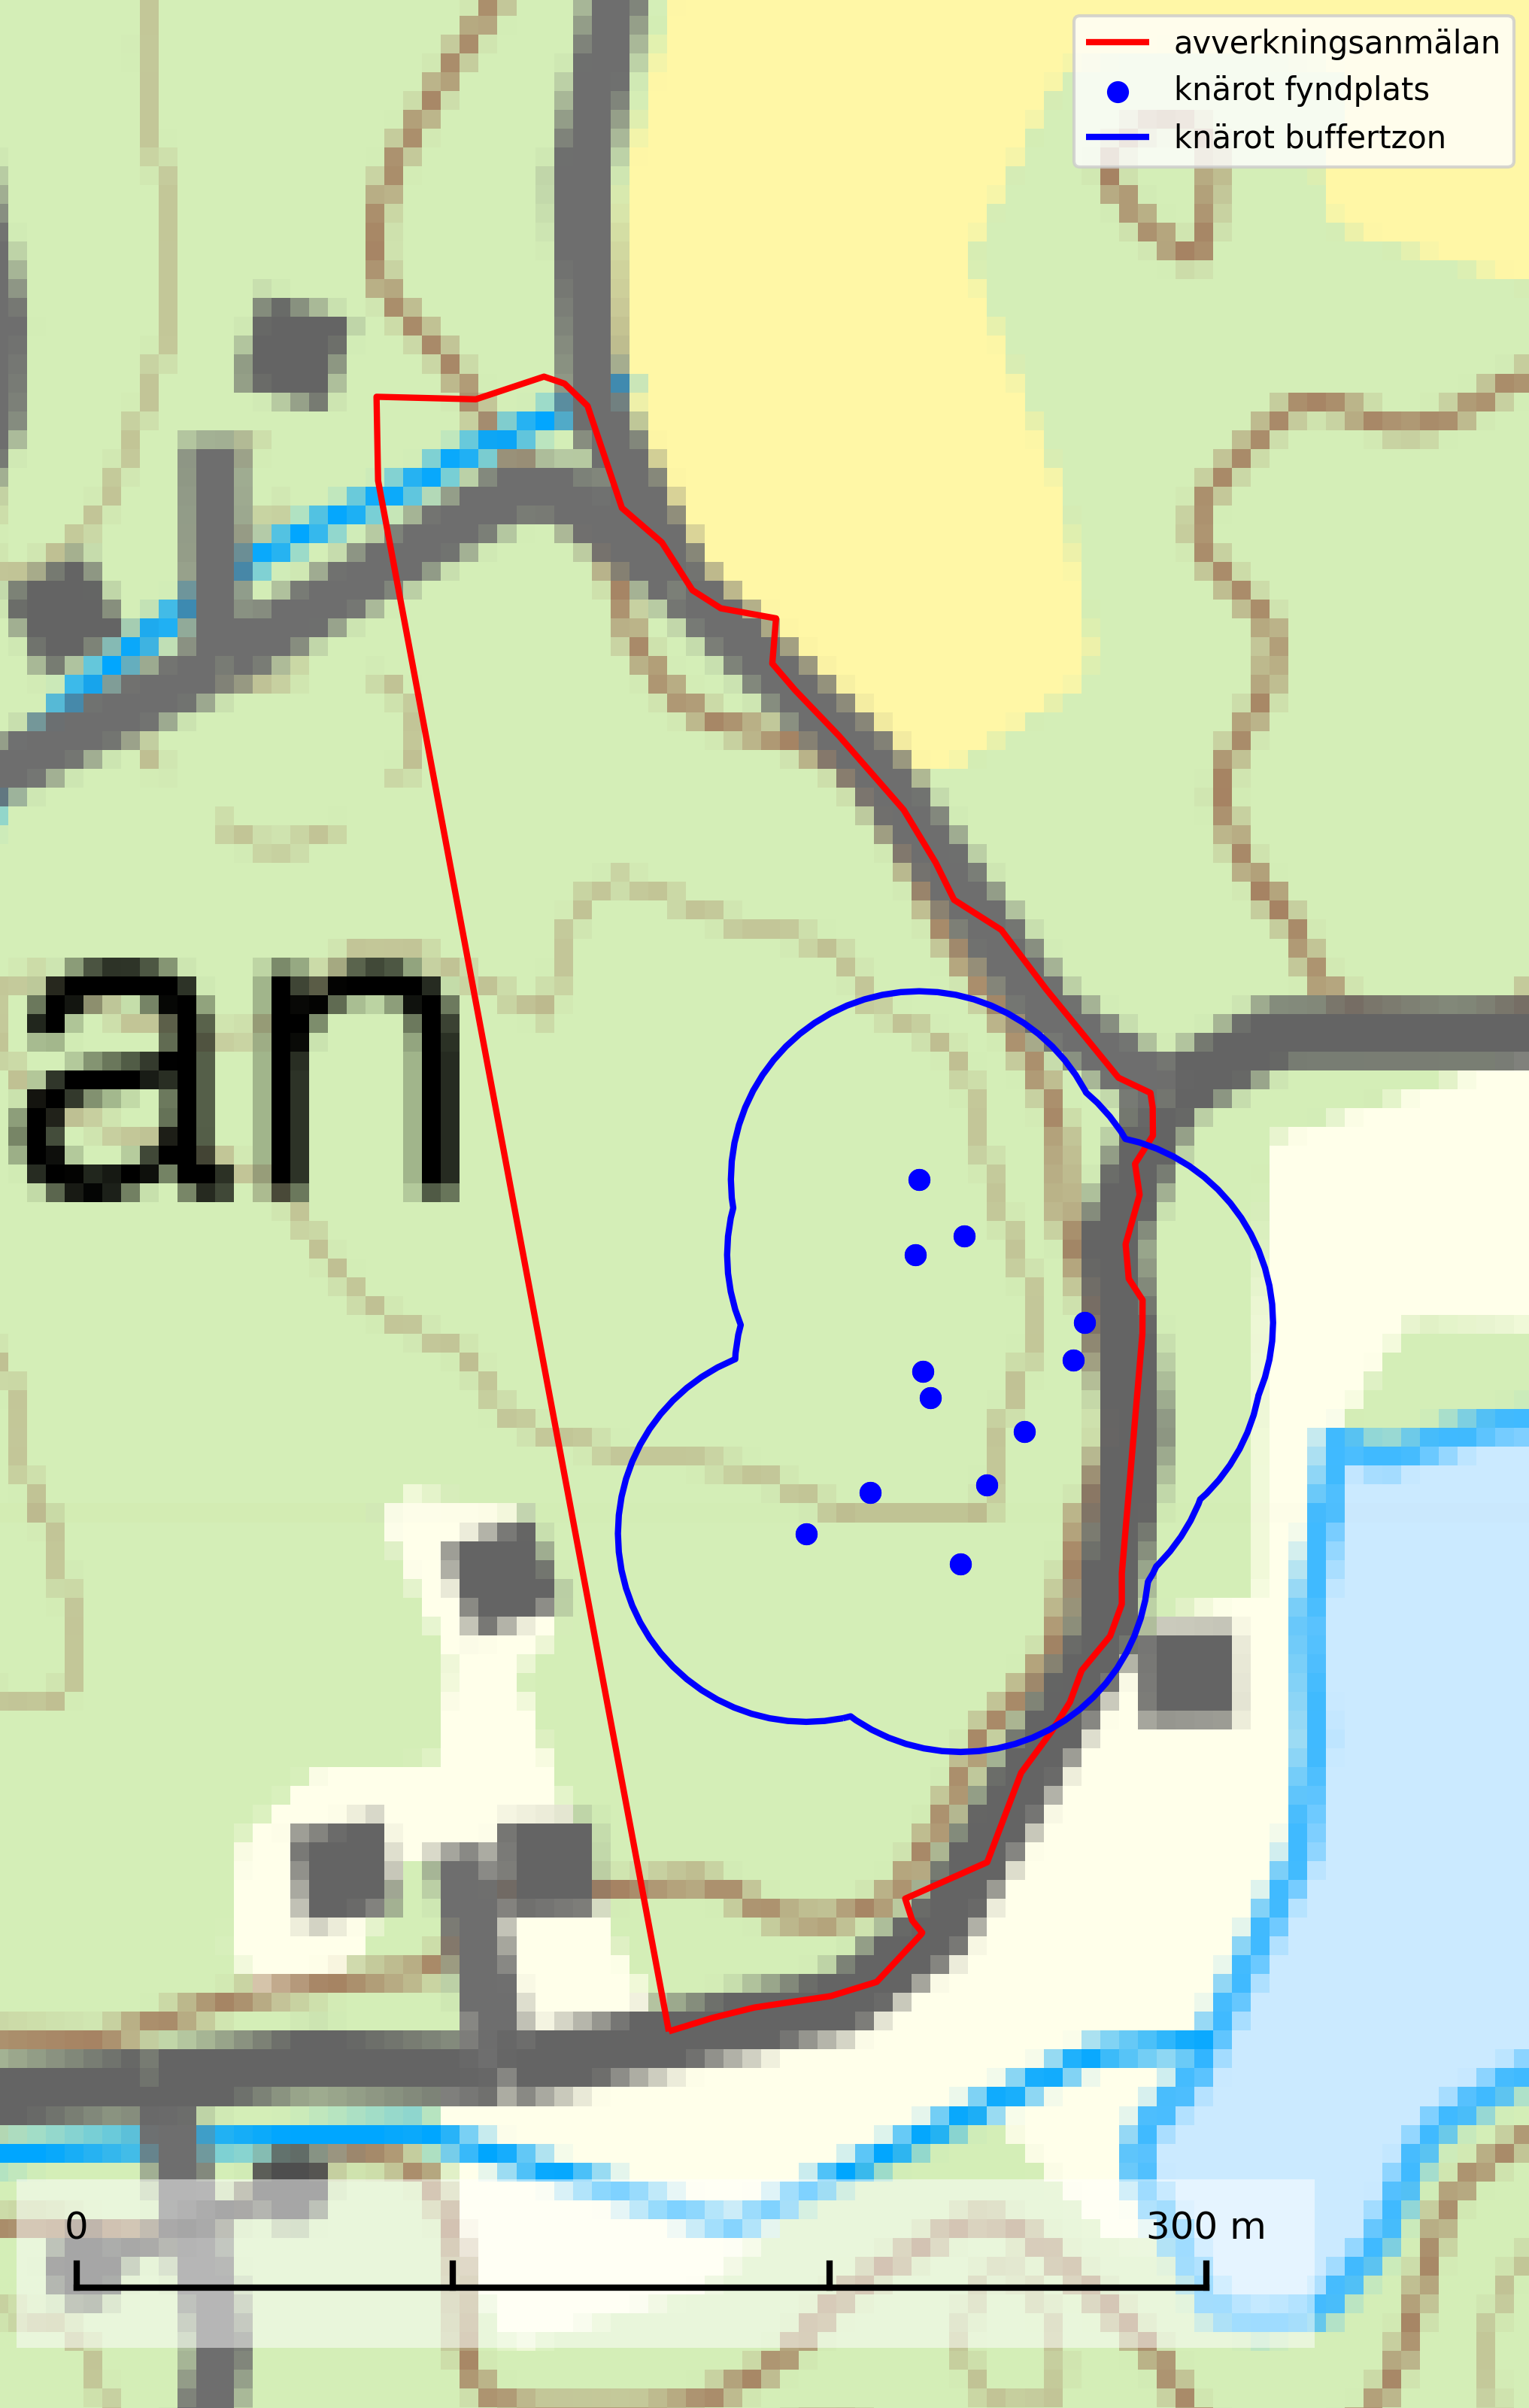 avverkningsanmälan
knärot fyndplats
knärot buffertzon
an
0 300 m